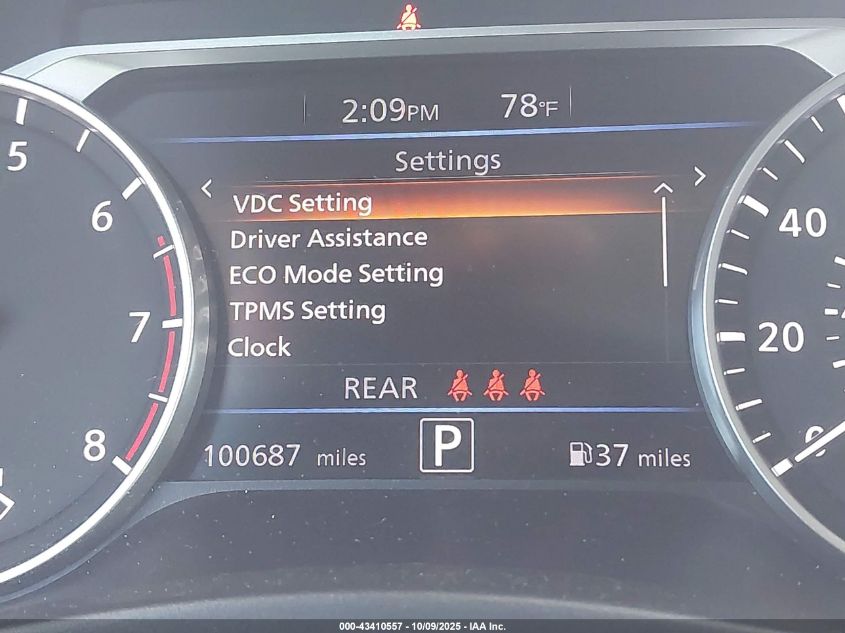 2:09PM 78°F
Settings
VDC Setting
Driver Assistance
ECO Mode Setting
TPMS Setting
Clock
REAR
100687 miles P 37 miles
5
6
7
8
40
20
0
000-43410557 - 10/09/2025 - IAA Inc.